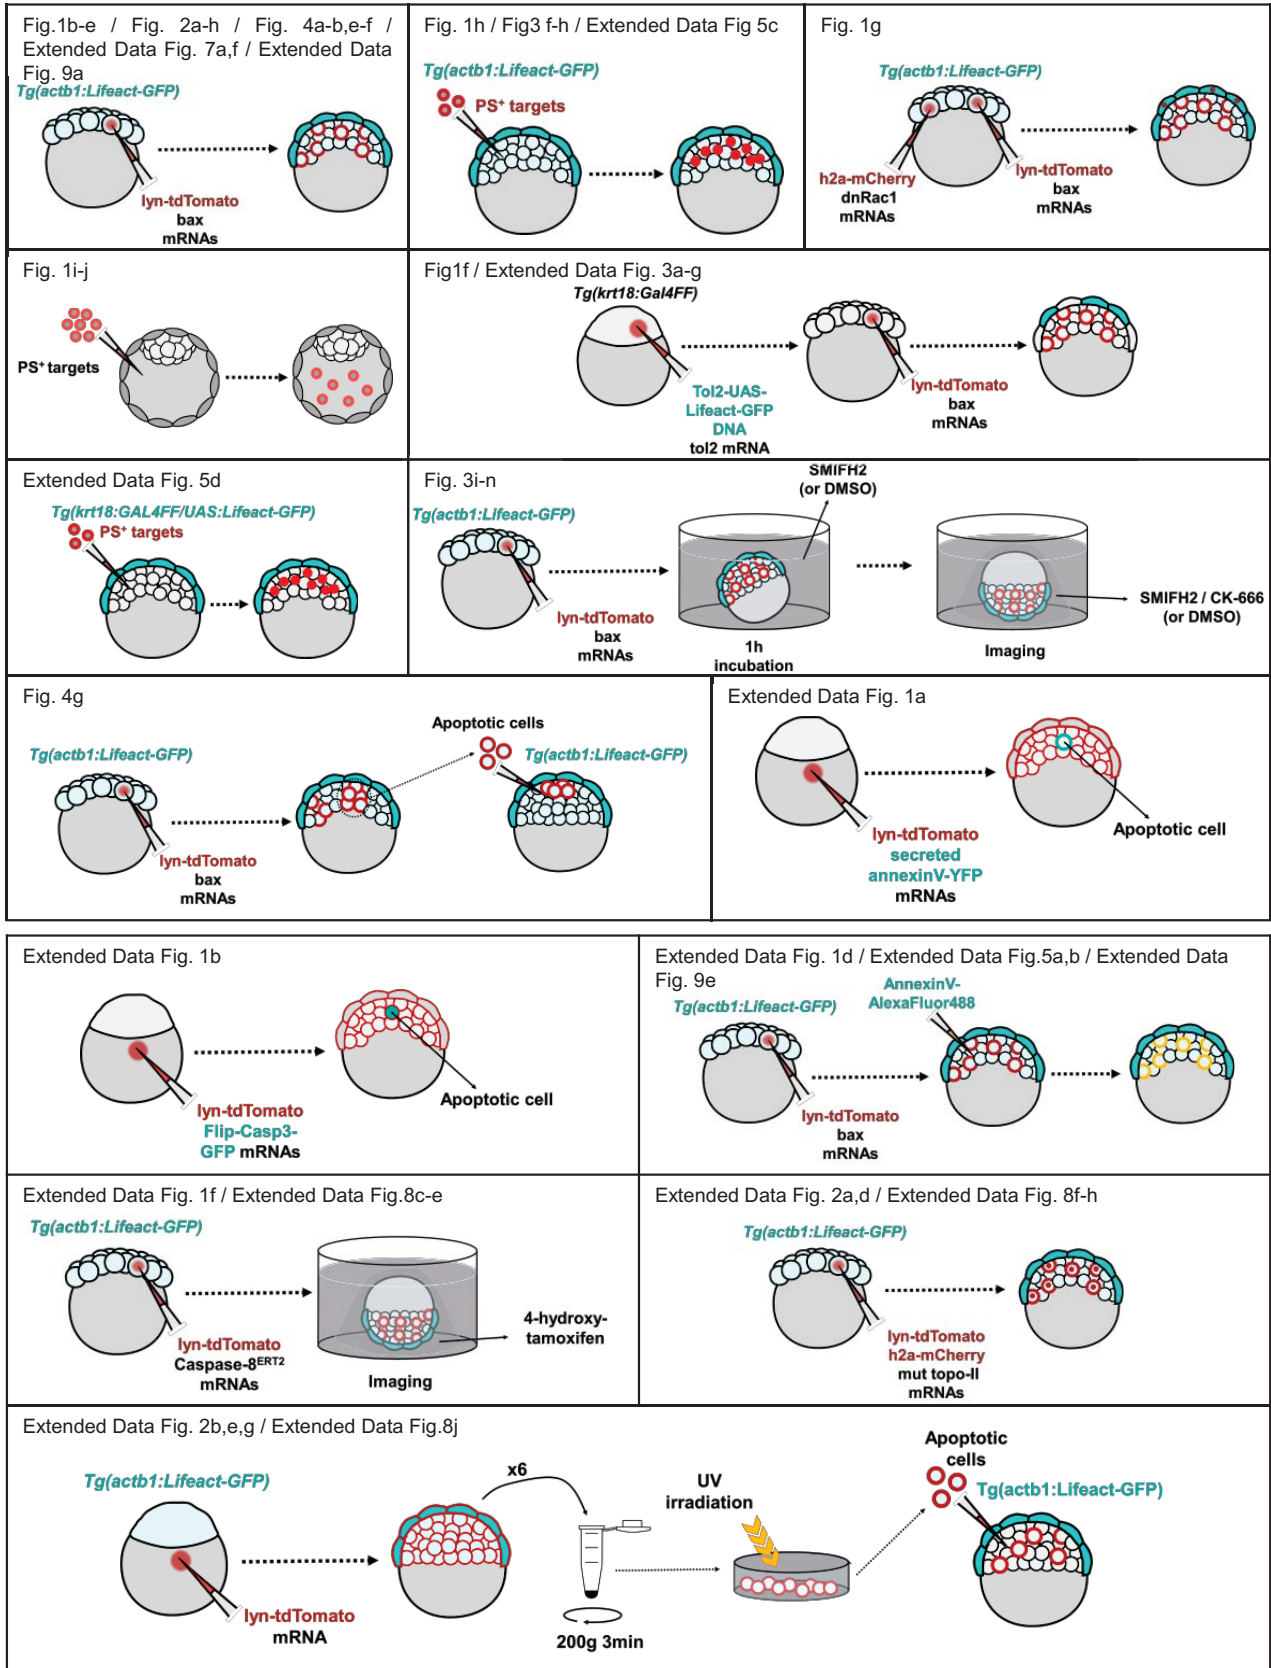 Fig.1b-e / Fig. 2a-h / Fig. 4a-b,e-f /
Extended Data Fig. 7a,f / Extended Data
Fig. 9a
Tg(actb1:Lifeact-GFP)
lyn-tdTomato
bax
mRNAs
Fig. 1h / Fig3 f-h / Extended Data Fig 5c
Tg(actb1:Lifeact-GFP)
PS+ targets
Fig. 1g
Tg(actb1:Lifeact-GFP)
h2a-mCherry
dnRac1
mRNAs
lyn-tdTomato
bax
mRNAs
Fig. 1i-j
PS+ targets
Fig1f / Extended Data Fig. 3a-g
Tg(krt18:Gal4FF)
Tol2-UAS-
Lifeact-GFP
DNA
tol2 mRNA
lyn-tdTomato
bax
mRNAs
Extended Data Fig. 5d
Tg(krt18:GAL4FF/UAS:Lifeact-GFP)
PS+ targets
Fig. 3i-n
Tg(actb1:Lifeact-GFP)
lyn-tdTomato
bax
mRNAs
SMIFH2
(or DMSO)
1h
incubation
SMIFH2 / CK-666
(or DMSO)
Imaging
Fig. 4g
Tg(actb1:Lifeact-GFP)
lyn-tdTomato
bax
mRNAs
Apoptotic cells
Tg(actb1:Lifeact-GFP)
Extended Data Fig. 1a
lyn-tdTomato
secreted
annexinV-YFP
mRNAs
Apoptotic cell
Extended Data Fig. 1b
lyn-tdTomato
Flip-Casp3-
GFP mRNAs
Apoptotic cell
Extended Data Fig. 1d / Extended Data Fig.5a,b / Extended Data
Fig. 9e
Tg(actb1:Lifeact-GFP)
AnnexinV-
AlexaFluor488
lyn-tdTomato
bax
mRNAs
Extended Data Fig. 1f / Extended Data Fig.8c-e
Tg(actb1:Lifeact-GFP)
lyn-tdTomato
Caspase-8ERT2
mRNAs
4-hydroxy-
tamoxifen
Imaging
Extended Data Fig. 2a,d / Extended Data Fig. 8f-h
Tg(actb1:Lifeact-GFP)
lyn-tdTomato
h2a-mCherry
mut topo-II
mRNAs
Extended Data Fig. 2b,e,g / Extended Data Fig.8j
Tg(actb1:Lifeact-GFP)
lyn-tdTomato
mRNA
x6
200g 3min
UV
irradiation
Apoptotic
cells
Tg(actb1:Lifeact-GFP)